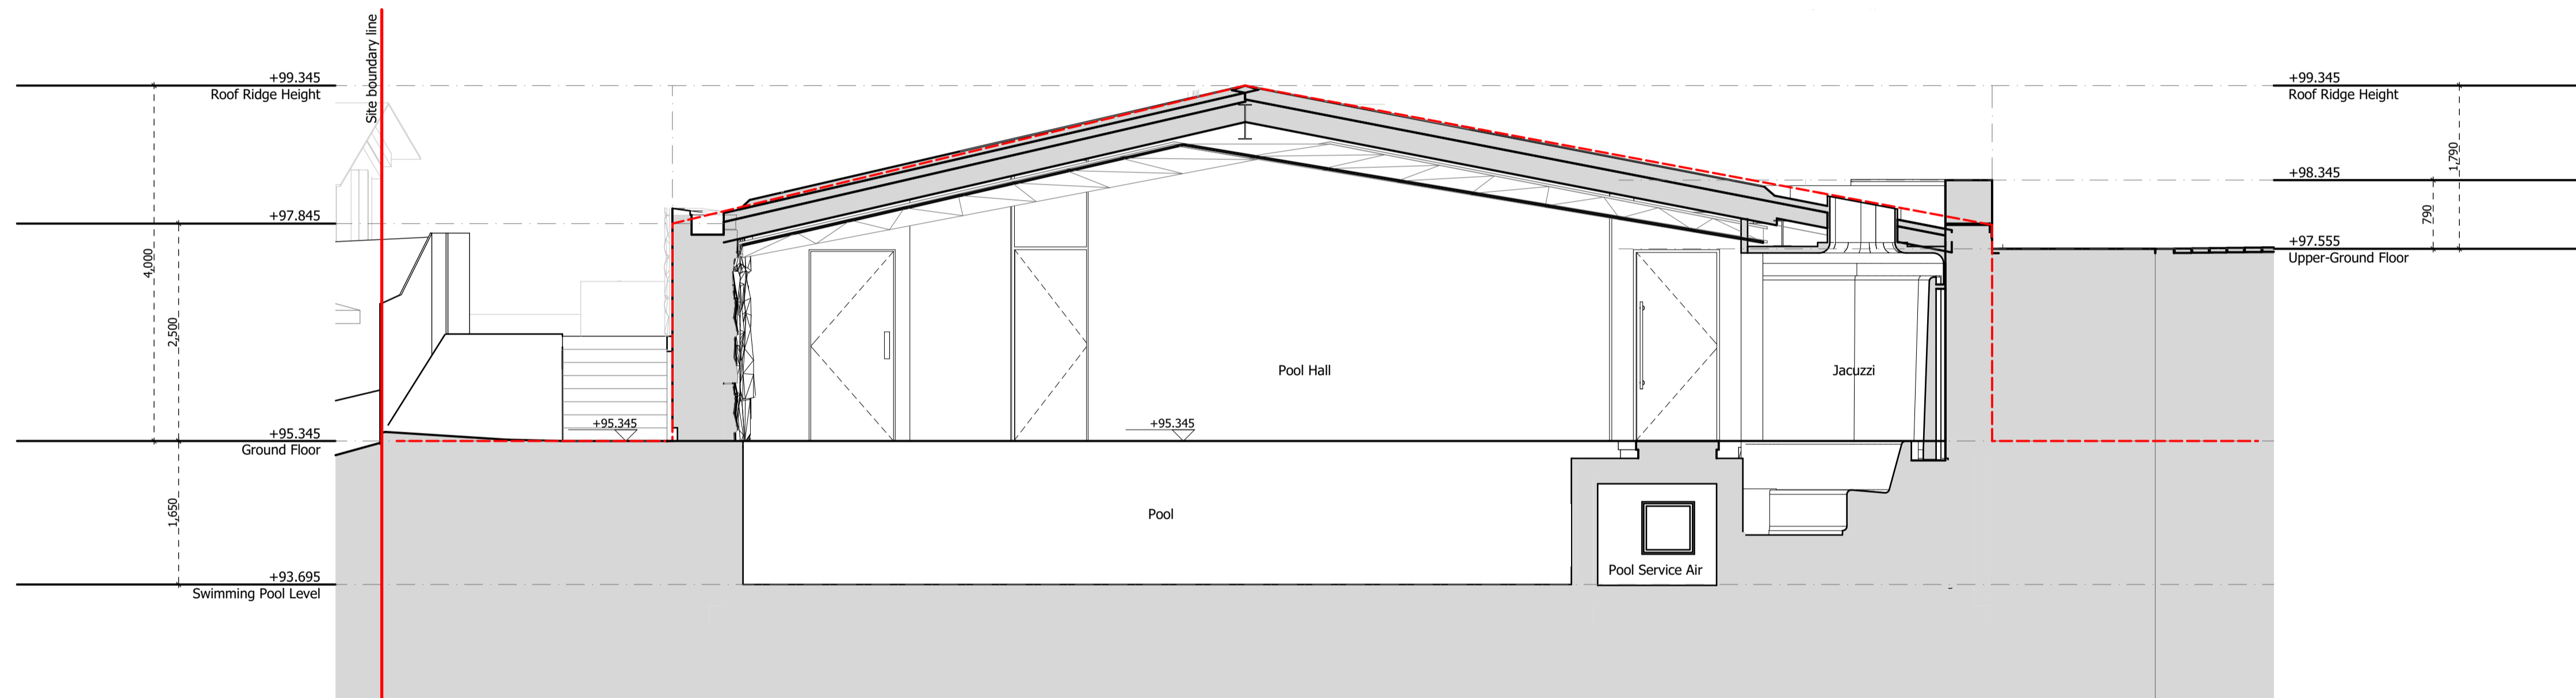 Site boundary line
+99.345
Roof Ridge Height
+97.845
4,000
2,500
+95.345
Ground Floor
1,650
+93.695
Swimming Pool Level
+95.345
+95.345
Pool Hall
Jacuzzi
Pool
Pool Service Air
+99.345
Roof Ridge Height
1,790
+98.345
790
+97.555
Upper-Ground Floor